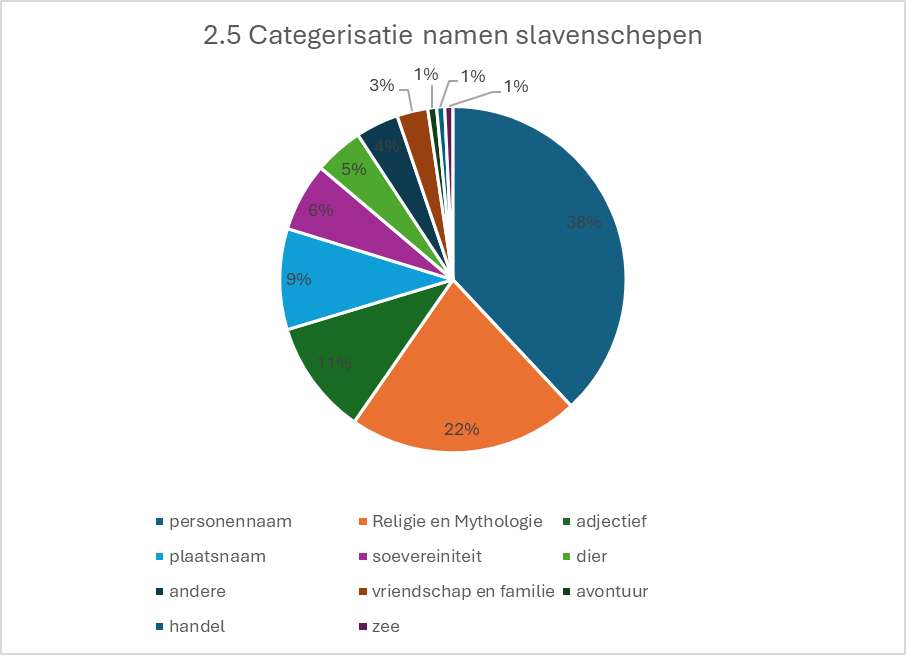 2.5 Categerisatie namen slavenschepen
3%
1%
1%
1%
4%
5%
6%
9%
11%
22%
38%
personennaam
Religie en Mythologie
adjectief
plaatsnaam
soevereiniteit
dier
andere
vriendschap en familie
avontuur
handel
zee